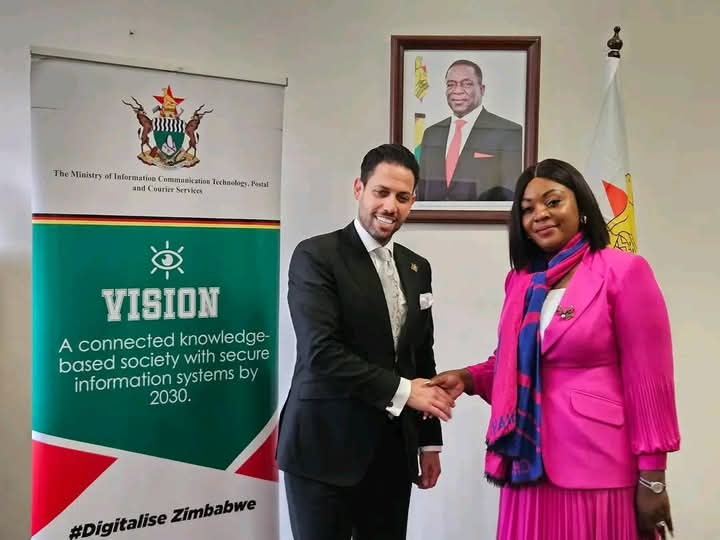 The Ministry of Information Communication Technology, Postal
and Courier Services
VISION
A connected knowledge-
based society with secure
information systems by
2030.
#Digitalise Zimbabwe